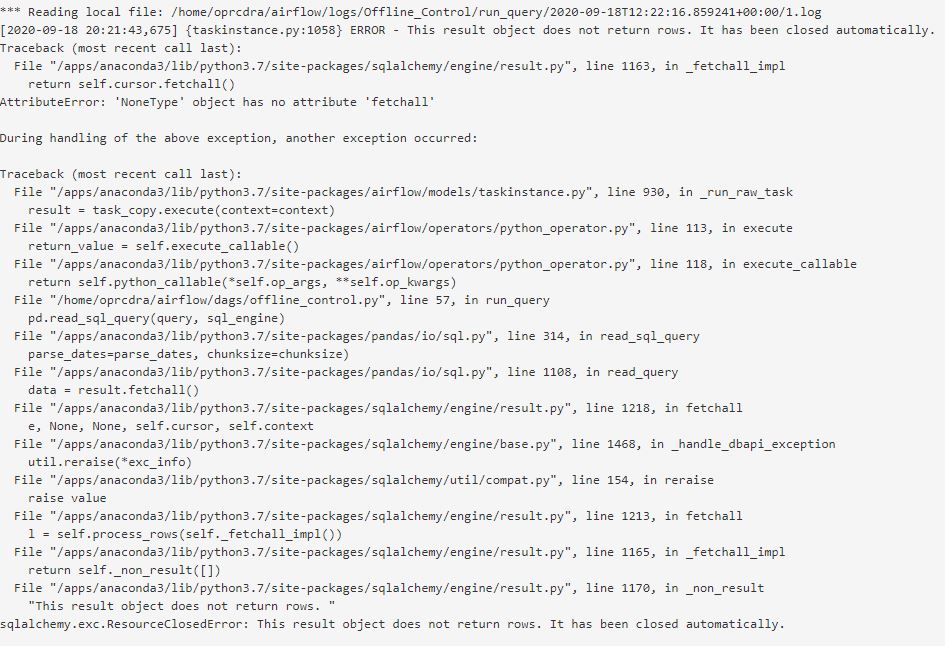 *** Reading local file: /home/oprcdra/airflow/logs/Offline_Control/run_query/2020-09-18T12:22:16.859241+00:00/1.log
[2020-09-18 20:21:43,675] {taskinstance.py:1058} ERROR - This result object does not return rows. It has been closed automatically.
Traceback (most recent call last):
  File "/apps/anaconda3/lib/python3.7/site-packages/sqlalchemy/engine/result.py", line 1163, in _fetchall_impl
    return self.cursor.fetchall()
AttributeError: 'NoneType' object has no attribute 'fetchall'

During handling of the above exception, another exception occurred:

Traceback (most recent call last):
  File "/apps/anaconda3/lib/python3.7/site-packages/airflow/models/taskinstance.py", line 930, in _run_raw_task
    result = task_copy.execute(context=context)
  File "/apps/anaconda3/lib/python3.7/site-packages/airflow/operators/python_operator.py", line 113, in execute
    return_value = self.execute_callable()
  File "/apps/anaconda3/lib/python3.7/site-packages/airflow/operators/python_operator.py", line 118, in execute_callable
    return self.python_callable(*self.op_args, **self.op_kwargs)
  File "/home/oprcdra/airflow/dags/offline_control.py", line 57, in run_query
    pd.read_sql_query(query, sql_engine)
  File "/apps/anaconda3/lib/python3.7/site-packages/pandas/io/sql.py", line 314, in read_sql_query
    parse_dates=parse_dates, chunksize=chunksize)
  File "/apps/anaconda3/lib/python3.7/site-packages/pandas/io/sql.py", line 1108, in read_query
    data = result.fetchall()
  File "/apps/anaconda3/lib/python3.7/site-packages/sqlalchemy/engine/result.py", line 1218, in fetchall
    e, None, None, self.cursor, self.context
  File "/apps/anaconda3/lib/python3.7/site-packages/sqlalchemy/engine/base.py", line 1468, in _handle_dbapi_exception
    util.reraise(*exc_info)
  File "/apps/anaconda3/lib/python3.7/site-packages/sqlalchemy/util/compat.py", line 154, in reraise
    raise value
  File "/apps/anaconda3/lib/python3.7/site-packages/sqlalchemy/engine/result.py", line 1213, in fetchall
    l = self.process_rows(self._fetchall_impl())
  File "/apps/anaconda3/lib/python3.7/site-packages/sqlalchemy/engine/result.py", line 1165, in _fetchall_impl
    return self._non_result([])
  File "/apps/anaconda3/lib/python3.7/site-packages/sqlalchemy/engine/result.py", line 1170, in _non_result
    "This result object does not return rows. "
sqlalchemy.exc.ResourceClosedError: This result object does not return rows. It has been closed automatically.